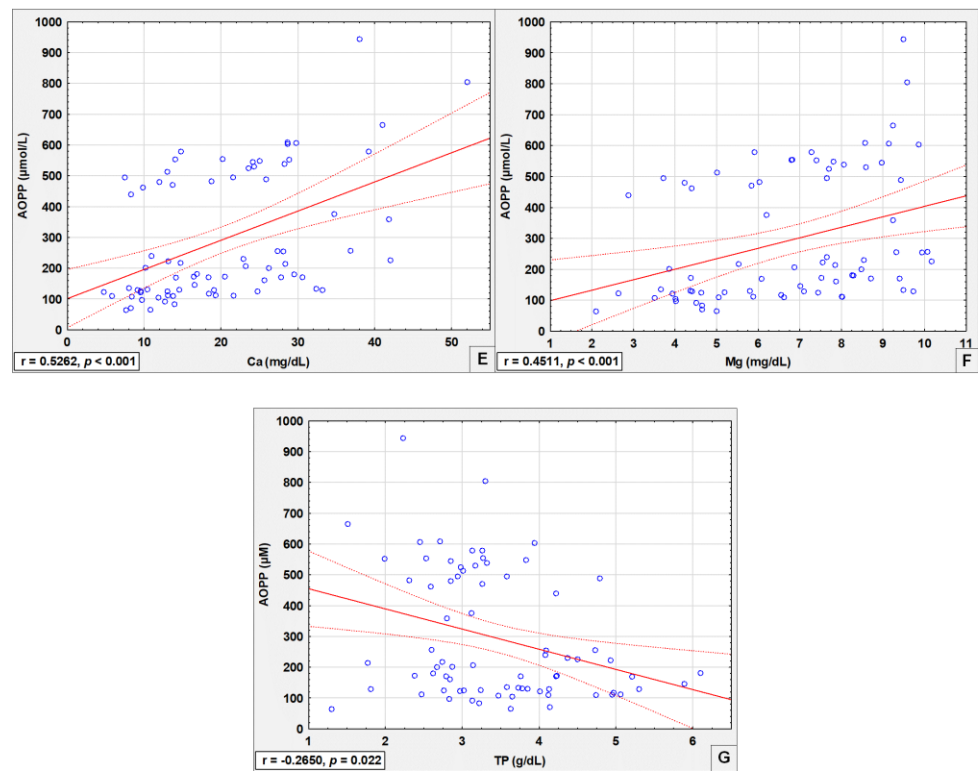 1000
900
800
700
600
500
400
300
200
100
0
AOPP (µmol/L)
0 10 20 30 40 50
Ca (mg/dL)
r = 0.5262, p < 0.001
E
1000
900
800
700
600
500
400
300
200
100
0
AOPP (µmol/L)
1 2 3 4 5 6 7 8 9 10 11
Mg (mg/dL)
r = 0.4511, p < 0.001
F
1000
900
800
700
600
500
400
300
200
100
0
AOPP (µM)
1 2 3 4 5 6
TP (g/dL)
r = -0.2650, p = 0.022
G